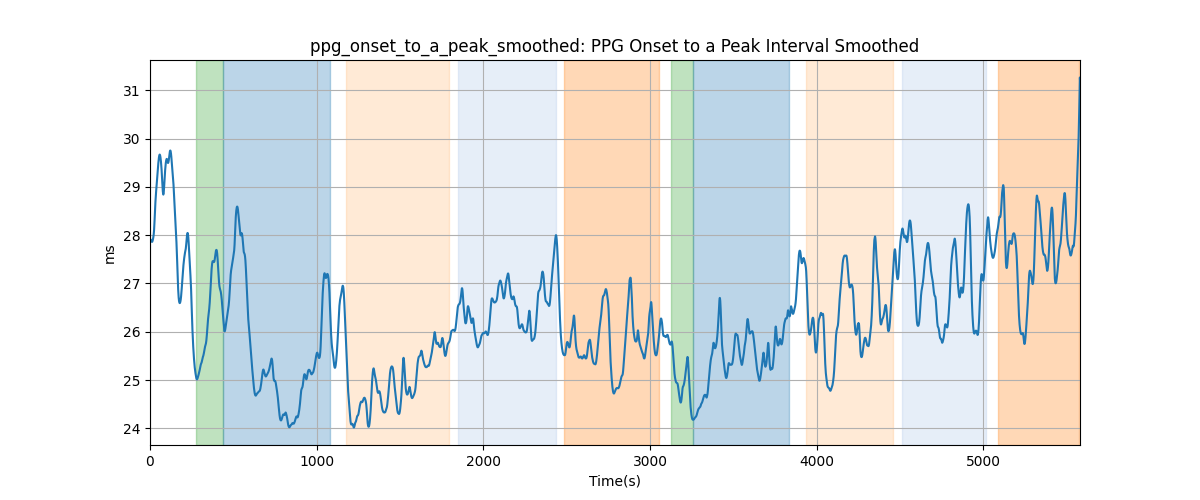 ppg_onset_to_a_peak_smoothed: PPG Onset to a Peak Interval Smoothed
31
30
29
28
27
26
25
24
ms
0 1000 2000 3000 4000 5000
Time(s)